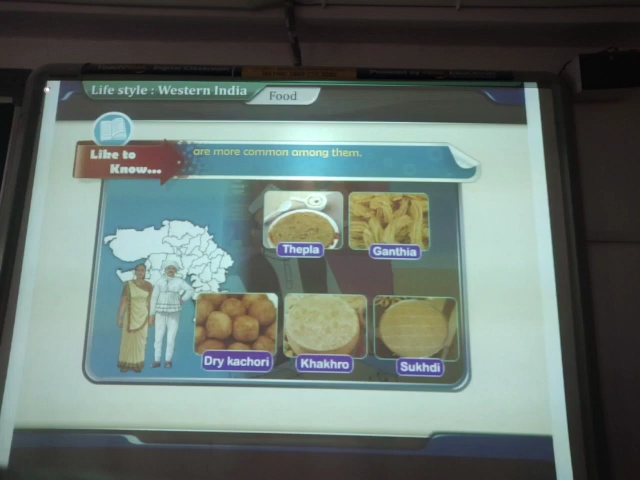 Life style : Western India
Food
Like to
Know...
are more common among them.
Thepla
Ganthia
Dry kachori
Khakhro
Sukhdi